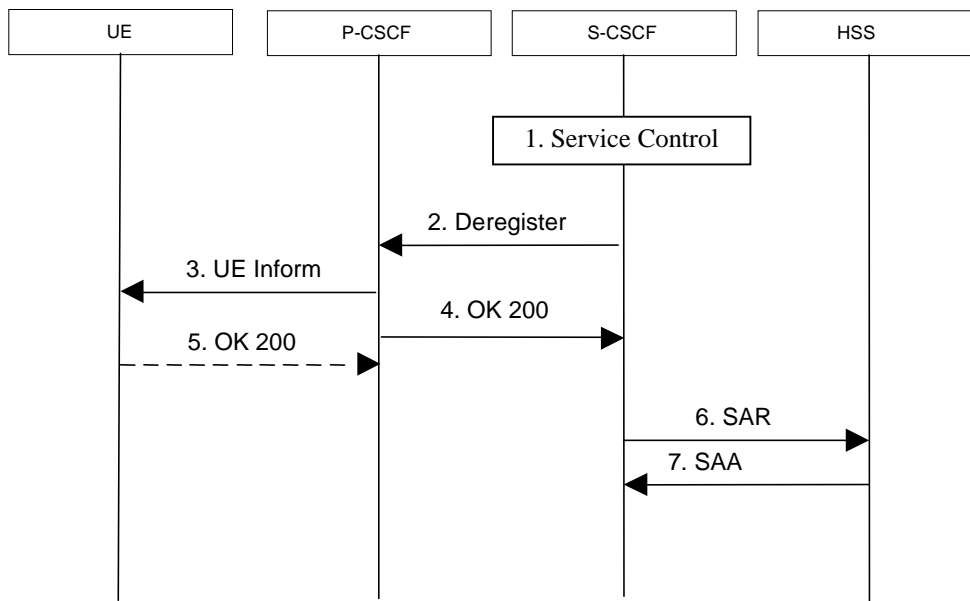 UE
P-CSCF
S-CSCF
HSS
1. Service Control
2. Deregister
3. UE Inform
4. OK 200
5. OK 200
6. SAR
7. SAA